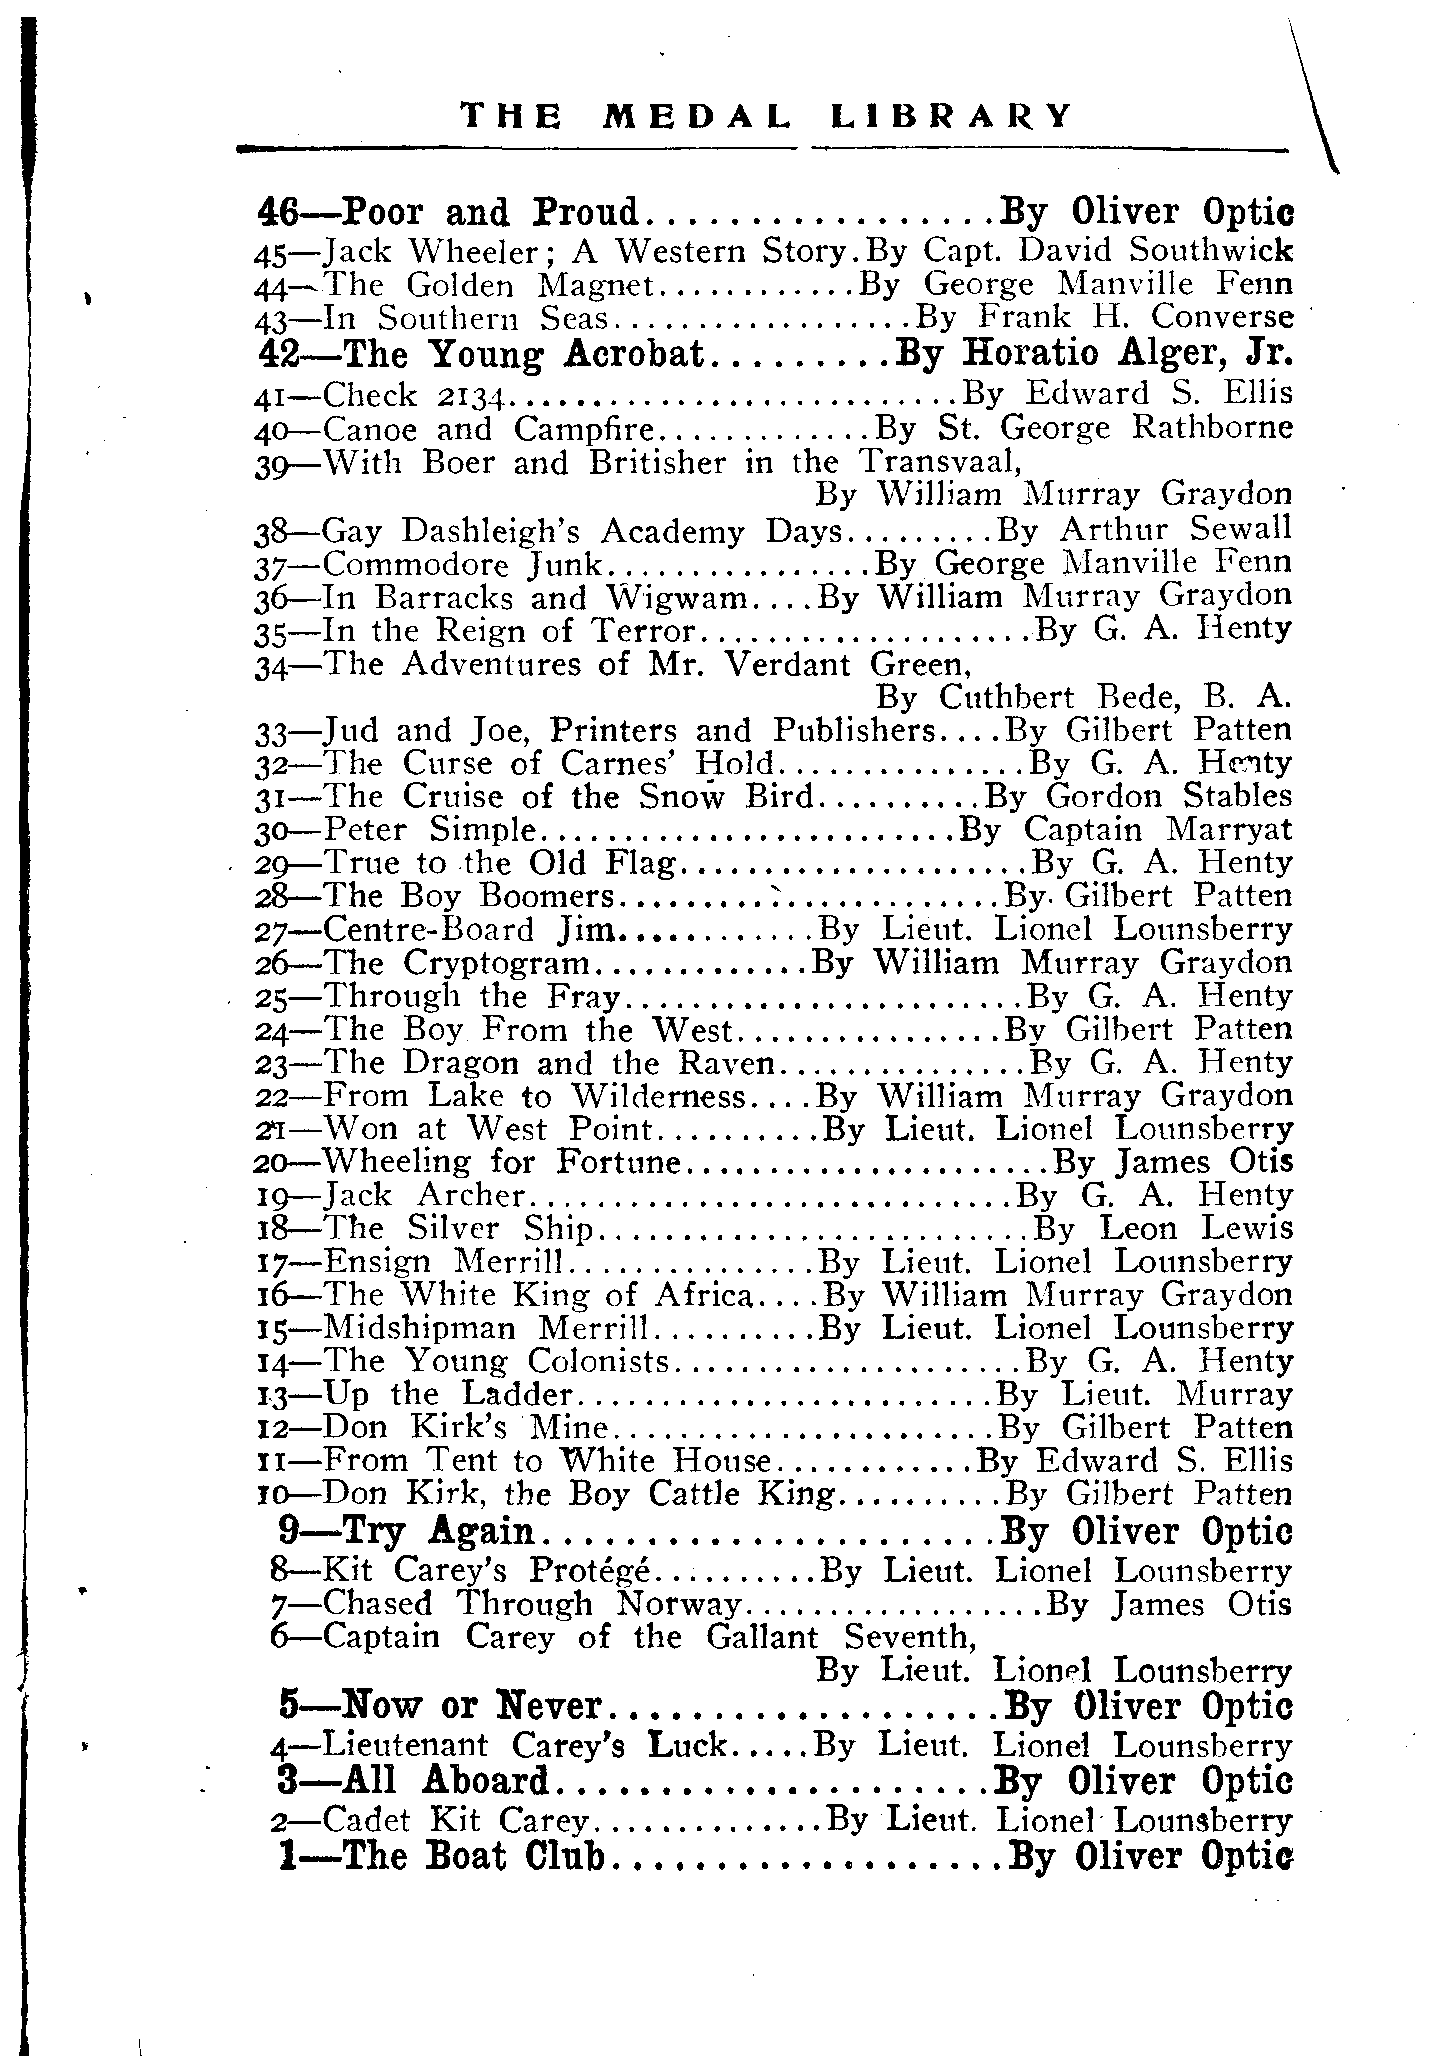 THE MEDAL LIBRARY
46—Poor and Proud.................By Oliver Optic
45—Jack Wheeler; A Western Story.By Capt. David Southwick
44—The Golden Magnet............By George Manville Fenn
43—In Southern Seas..................By Frank H. Converse
42—The Young Acrobat.........By Horatio Alger, Jr.
41—Check 2134...........................By Edward S. Ellis
40—Canoe and Campfire.............By St. George Rathborne
39—With Boer and Britisher in the Transvaal,
By William Murray Graydon
38—Gay Dashleigh's Academy Days.........By Arthur Sewall
37—Commodore Junk................By George Manville Fenn
36—In Barracks and Wigwam....By William Murray Graydon
35—In the Reign of Terror....................By G. A. Henty
34—The Adventures of Mr. Verdant Green,
By Cuthbert Bede, B. A.
33—Jud and Joe, Printers and Publishers....By Gilbert Patten
32—The Curse of Carnes' Hold...............By G. A. Henty
31—The Cruise of the Snow Bird..........By Gordon Stables
30—Peter Simple.........................By Captain Marryat
29—True to the Old Flag.....................By G. A. Henty
28—The Boy Boomers.......................By Gilbert Patten
27—Centre-Board Jim............By Lieut. Lionel Lounsberry
26—The Cryptogram.............By William Murray Graydon
25—Through the Fray........................By G. A. Henty
24—The Boy From the West................By Gilbert Patten
23—The Dragon and the Raven...............By G. A. Henty
22—From Lake to Wilderness....By William Murray Graydon
21—Won at West Point..........By Lieut. Lionel Lounsberry
20—Wheeling for Fortune......................By James Otis
19—Jack Archer.............................By G. A. Henty
18—The Silver Ship..........................By Leon Lewis
17—Ensign Merrill...............By Lieut. Lionel Lounsberry
16—The White King of Africa....By William Murray Graydon
15—Midshipman Merrill..........By Lieut. Lionel Lounsberry
14—The Young Colonists.....................By G. A. Henty
13—Up the Ladder.........................By Lieut. Murray
12—Don Kirk's Mine.......................By Gilbert Patten
11—From Tent to White House............By Edward S. Ellis
10—Don Kirk, the Boy Cattle King..........By Gilbert Patten
9—Try Again......................By Oliver Optic
8—Kit Carey's Protégé..........By Lieut. Lionel Lounsberry
7—Chased Through Norway..................By James Otis
6—Captain Carey of the Gallant Seventh,
By Lieut. Lionel Lounsberry
5—Now or Never...................By Oliver Optic
4—Lieutenant Carey's Luck.....By Lieut. Lionel Lounsberry
3—All Aboard.....................By Oliver Optic
2—Cadet Kit Carey..............By Lieut. Lionel Lounsberry
1—The Boat Club...................By Oliver Optic